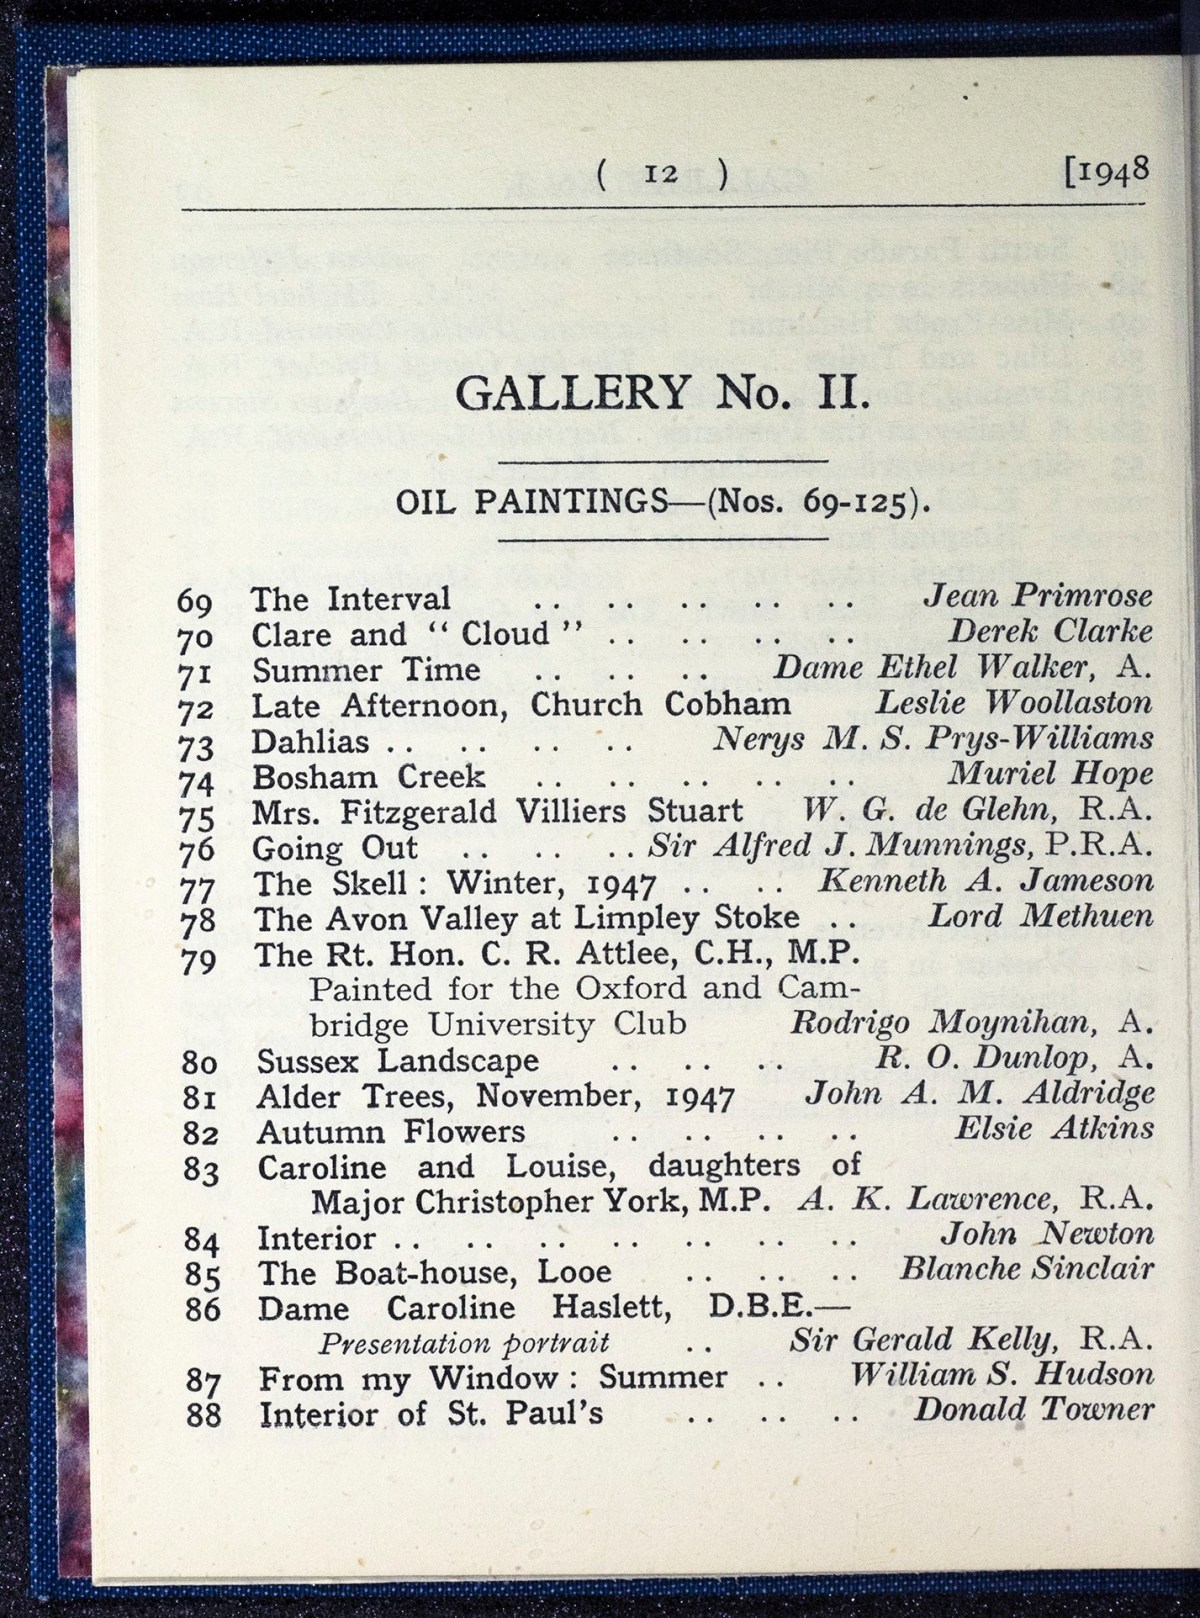 ( 12 ) [1948
GALLERY No. II.
OIL PAINTINGS—(Nos. 69-125).
69 The Interval .. .. .. .. .. Jean Primrose
70 Clare and “ Cloud ” .. .. .. .. Derek Clarke
71 Summer Time .. .. .. Dame Ethel Walker, A.
72 Late Afternoon, Church Cobham Leslie Woollaston
73 Dahlias .. .. .. .. Nerys M. S. Prys-Williams
74 Bosham Creek .. .. .. .. .. Muriel Hope
75 Mrs. Fitzgerald Villiers Stuart W. G. de Glehn, R.A.
76 Going Out .. .. .. Sir Alfred J. Munnings, P.R.A.
77 The Skell : Winter, 1947 .. .. Kenneth A. Jameson
78 The Avon Valley at Limpley Stoke .. Lord Methuen
79 The Rt. Hon. C. R. Attlee, C.H., M.P.
Painted for the Oxford and Cam-
bridge University Club Rodrigo Moynihan, A.
80 Sussex Landscape .. .. .. R. O. Dunlop, A.
81 Alder Trees, November, 1947 John A. M. Aldridge
82 Autumn Flowers .. .. .. .. Elsie Atkins
83 Caroline and Louise, daughters of
Major Christopher York, M.P. A. K. Lawrence, R.A.
84 Interior .. .. .. .. .. .. .. John Newton
85 The Boat-house, Looe .. .. .. Blanche Sinclair
86 Dame Caroline Haslett, D.B.E.—
Presentation portrait .. Sir Gerald Kelly, R.A.
87 From my Window : Summer .. William S. Hudson
88 Interior of St. Paul's .. .. .. Donald Towner